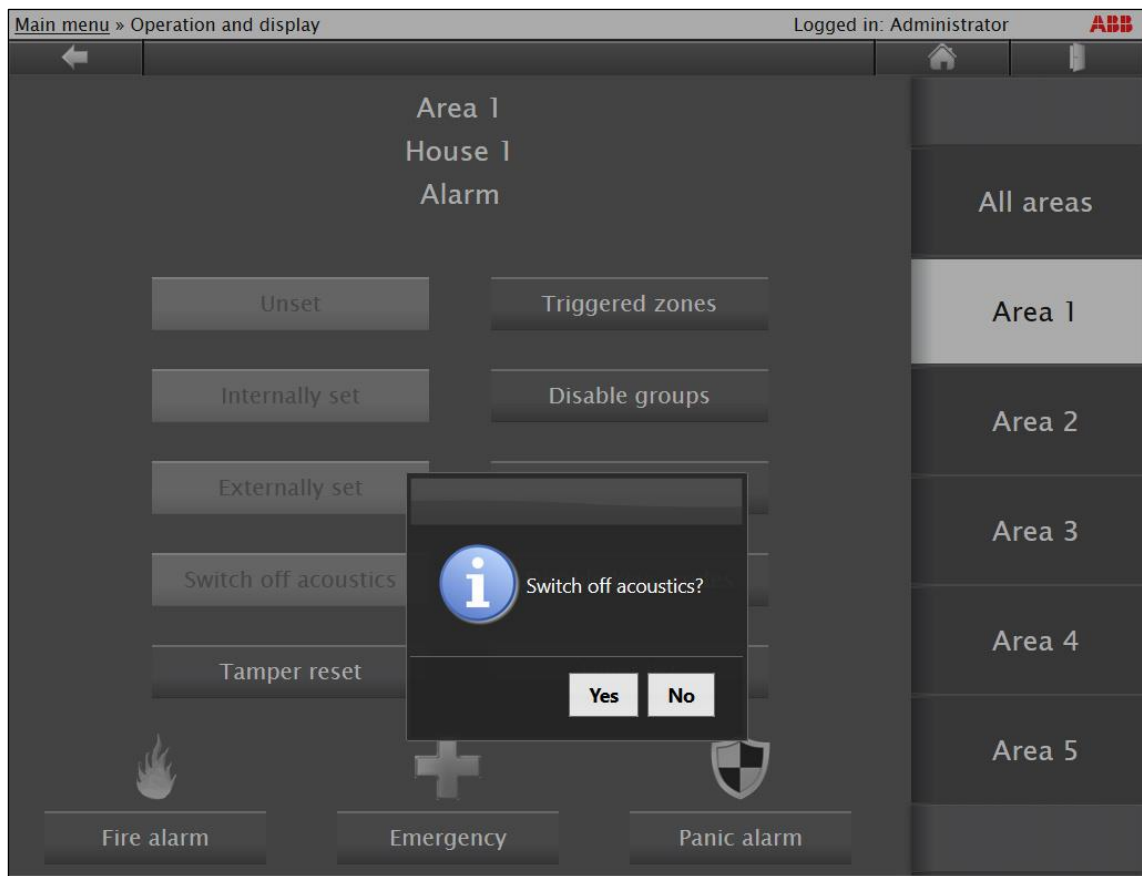 Main menu » Operation and display
Logged in: Administrator
ABB
Area 1
House 1
Alarm
Unset
Triggered zones
Internally set
Disable groups
Externally set
Switch off acoustics
Tamper reset
Switch off acoustics?
Yes
No
Fire alarm
Emergency
Panic alarm
All areas
Area 1
Area 2
Area 3
Area 4
Area 5